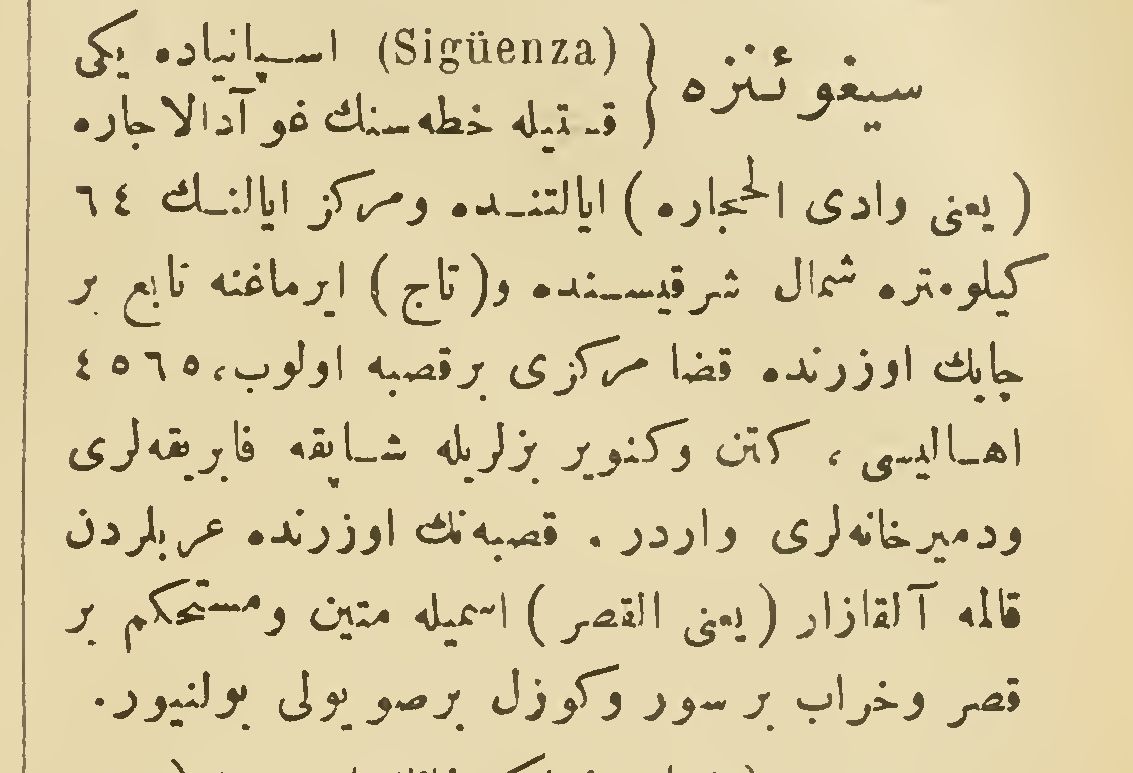 سیغوئنزه { (Sigüenza) اسپانیاده یکی
قستیله خطه‌سنك غوآدالاجاره
(یعنی وادی الحجاره) ایالتنده ومرکز ایالتك ٦٤
کیلومتره شمال شرقیسنده و(تاج) ایرماغنه تابع بر
چایك اوزرنده قضا مرکزی برقصبه اولوب، ٤٥٦٥
اهالیسی، کتن وکنویر بزلریله شاپقه فابریقه‌لری
ودمیرخانه‌لری واردر. قصبه‌نك اوزرنده عربلردن
قالمه آلقازار (یعنی القصر) اسمیله متین ومستحکم بر
قصر وخراب بر سور وکوزل برصو یولی بولنیور.